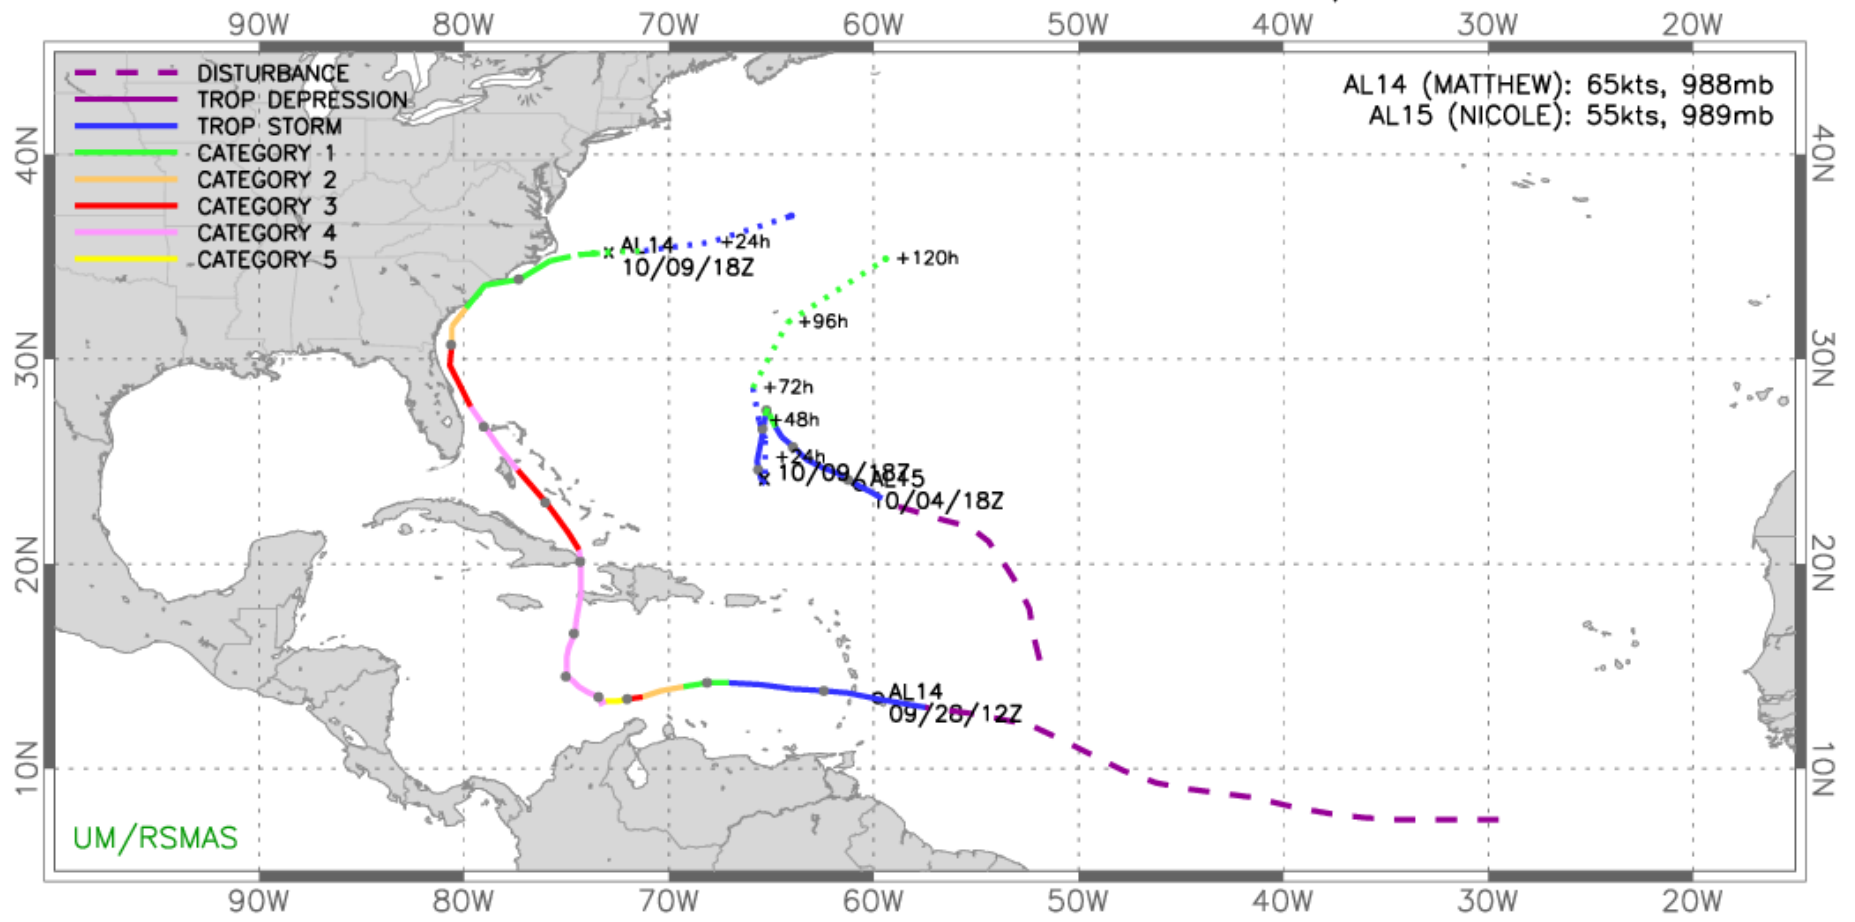 90W 80W 70W 60W 50W 40W 30W 20W
DISTURBANCE
TROP DEPRESSION
TROP STORM
CATEGORY 1
CATEGORY 2
CATEGORY 3
CATEGORY 4
CATEGORY 5
AL14 (MATTHEW): 65kts, 988mb
AL15 (NICOLE): 55kts, 989mb
40N 40N
AL14
10/09/18Z
+24h
+120h
+96h
30N 30N
+72h
+48h
+24h
10/09/18Z
AL15
10/04/18Z
20N 20N
AL14
09/28/12Z
10N 10N
UM/RSMAS
90W 80W 70W 60W 50W 40W 30W 20W